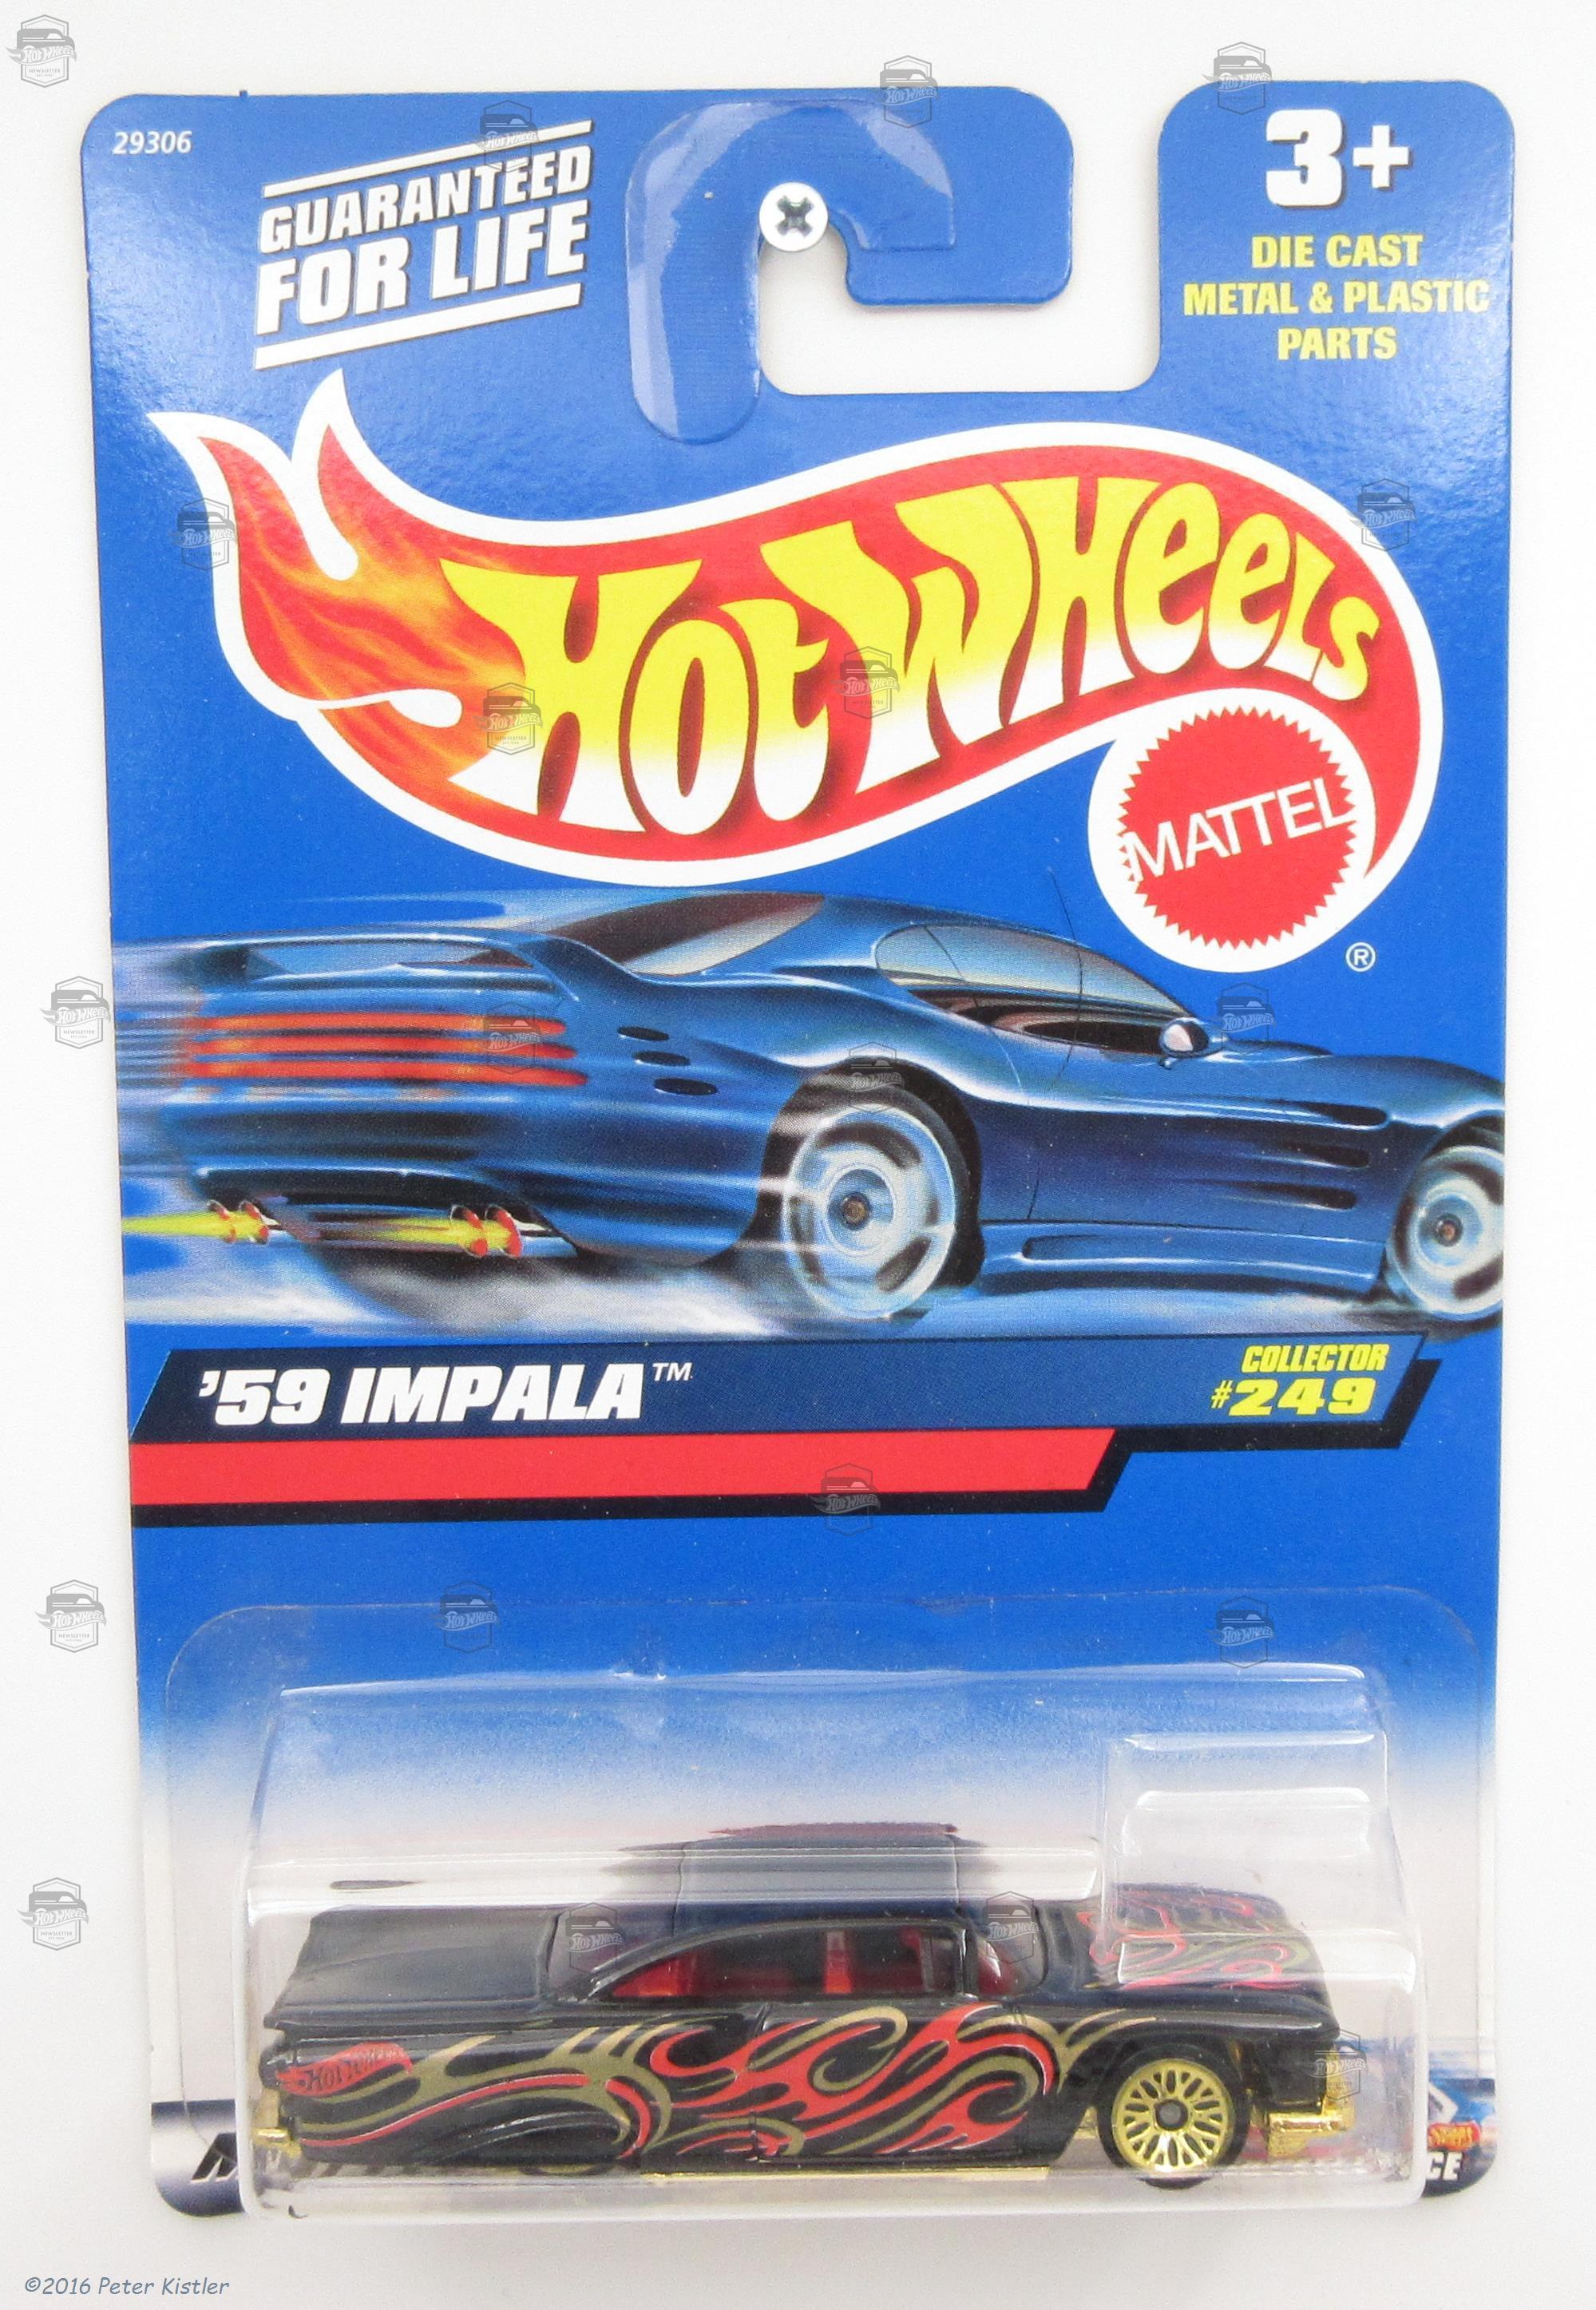 29306
GUARANTEED
FOR LIFE
3+
DIE CAST
METAL & PLASTIC
PARTS
HOT WHEELS
MATTEL
®
'59 IMPALA™
COLLECTOR
#249
HOT WHEELS
©2016 Peter Kistler